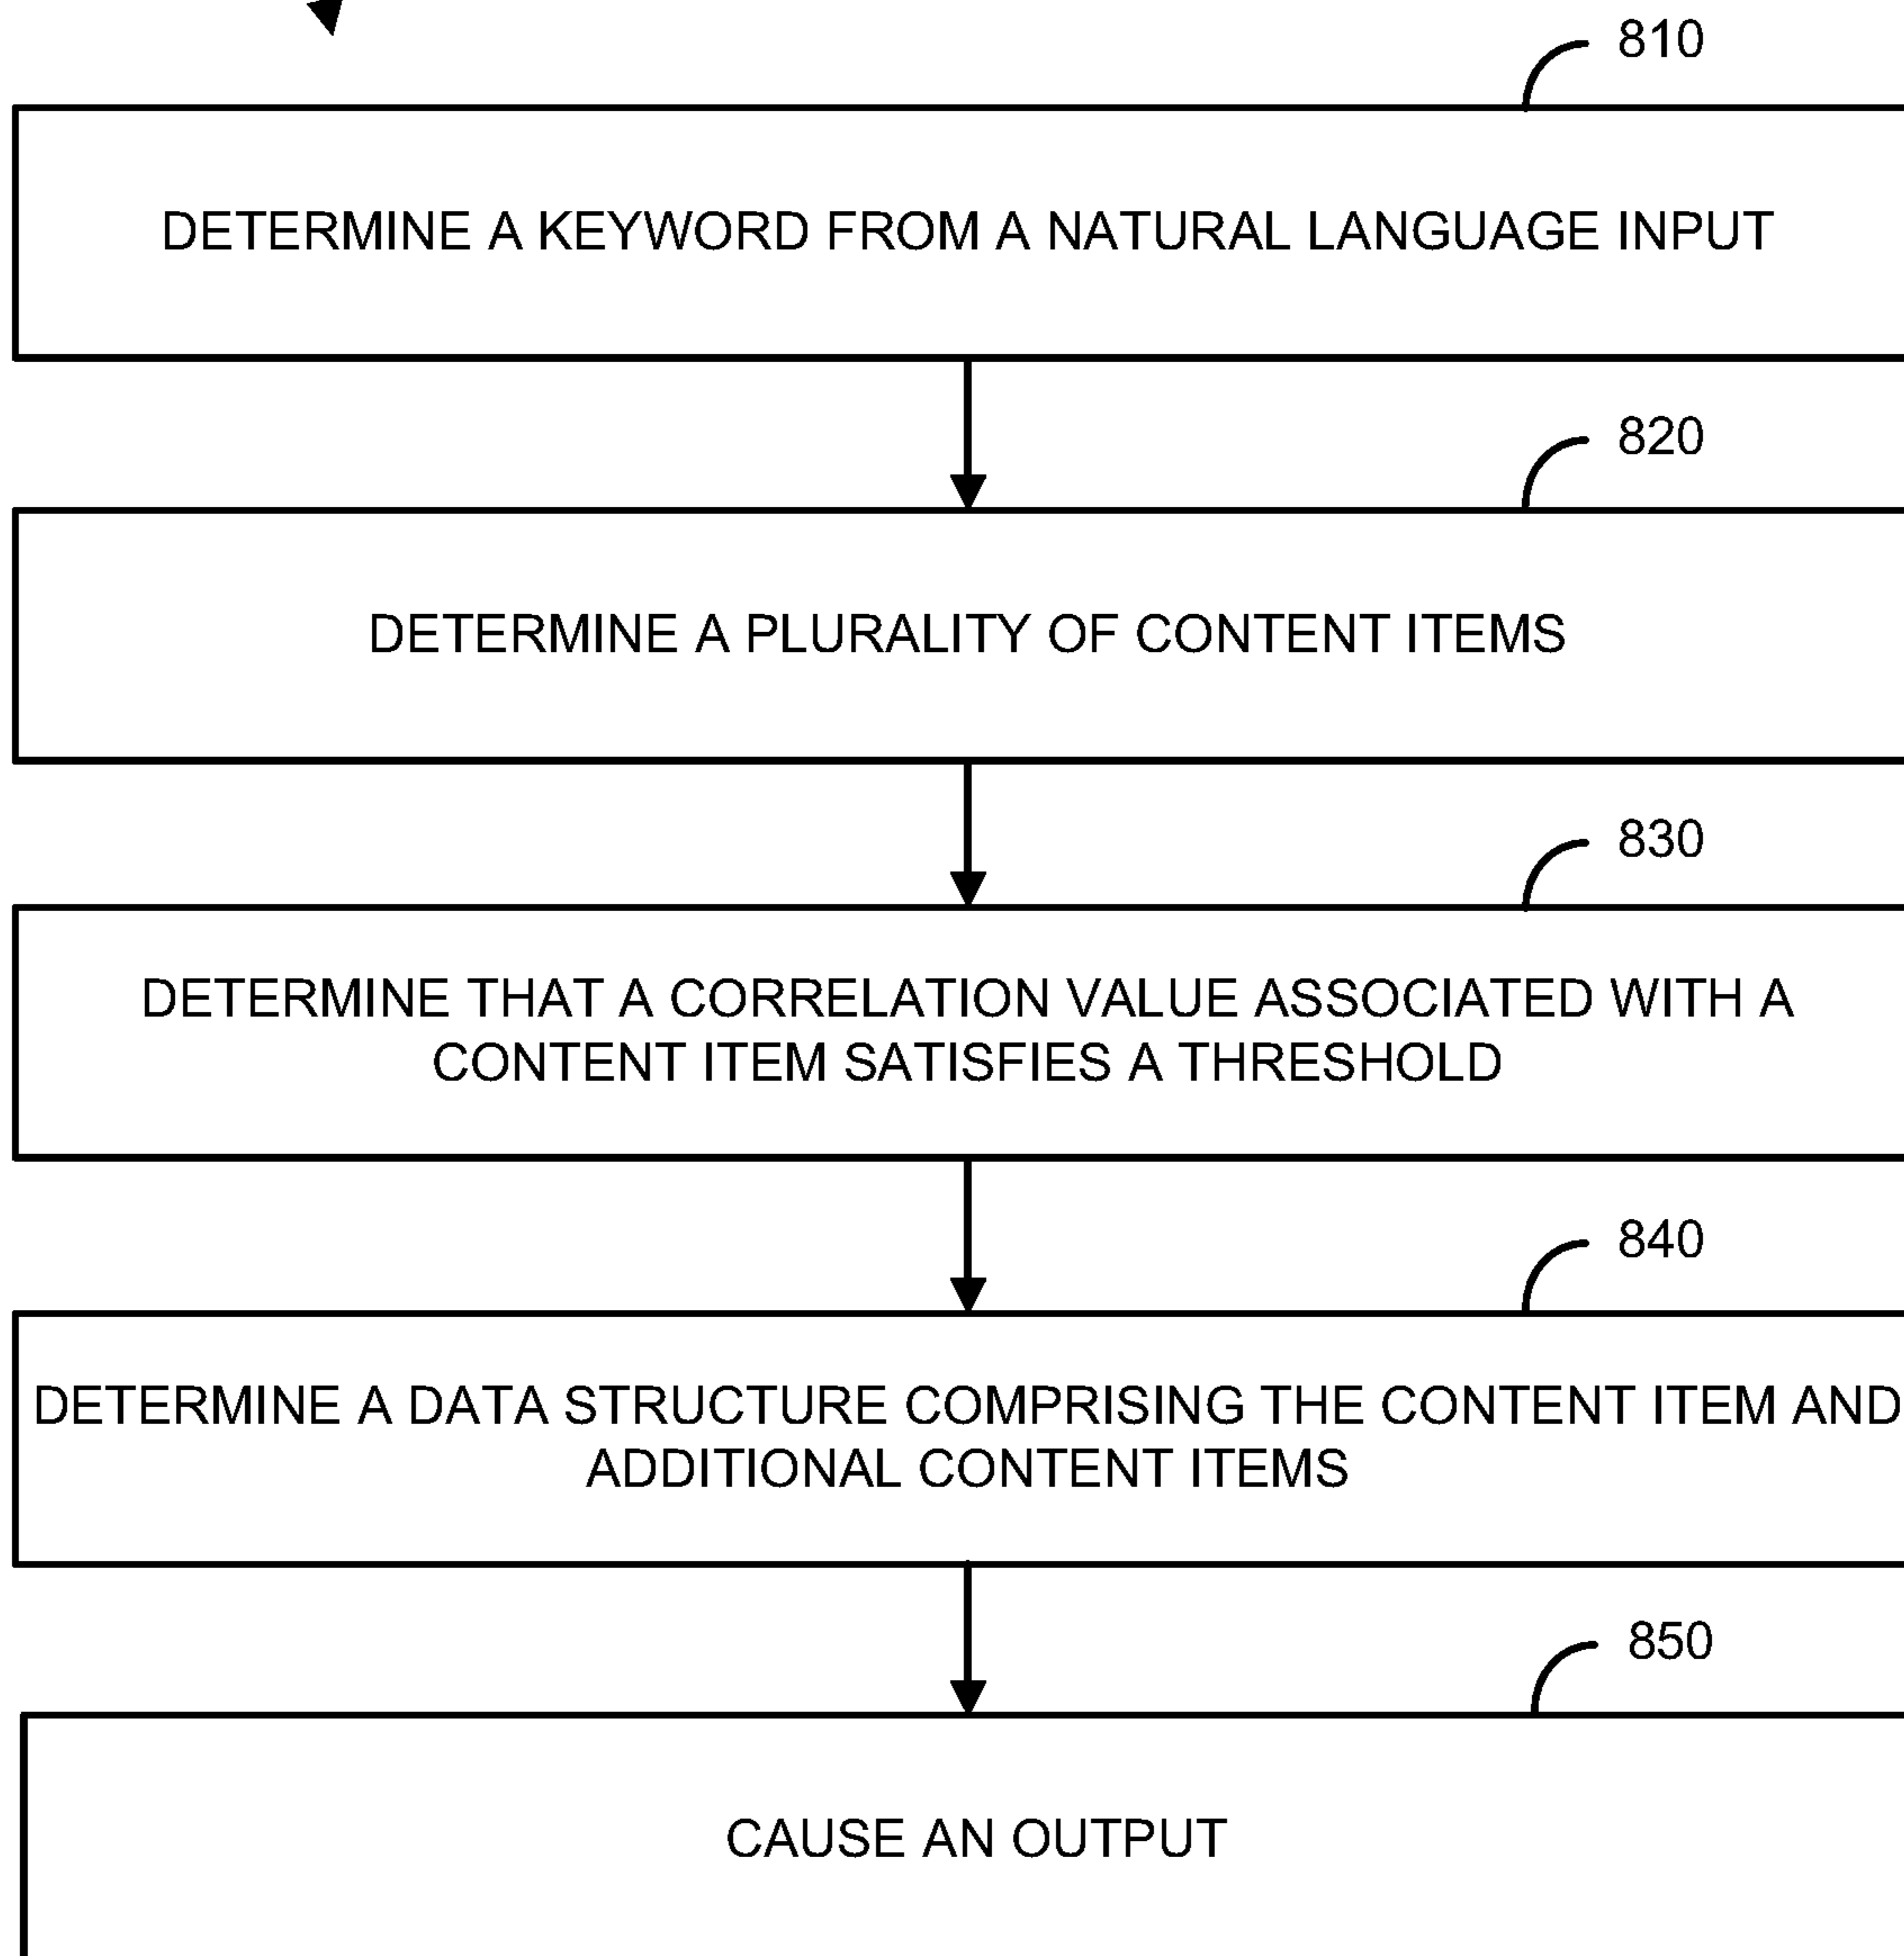 810
DETERMINE A KEYWORD FROM A NATURAL LANGUAGE INPUT
820
DETERMINE A PLURALITY OF CONTENT ITEMS
830
DETERMINE THAT A CORRELATION VALUE ASSOCIATED WITH A
CONTENT ITEM SATISFIES A THRESHOLD
840
DETERMINE A DATA STRUCTURE COMPRISING THE CONTENT ITEM AND
ADDITIONAL CONTENT ITEMS
850
CAUSE AN OUTPUT